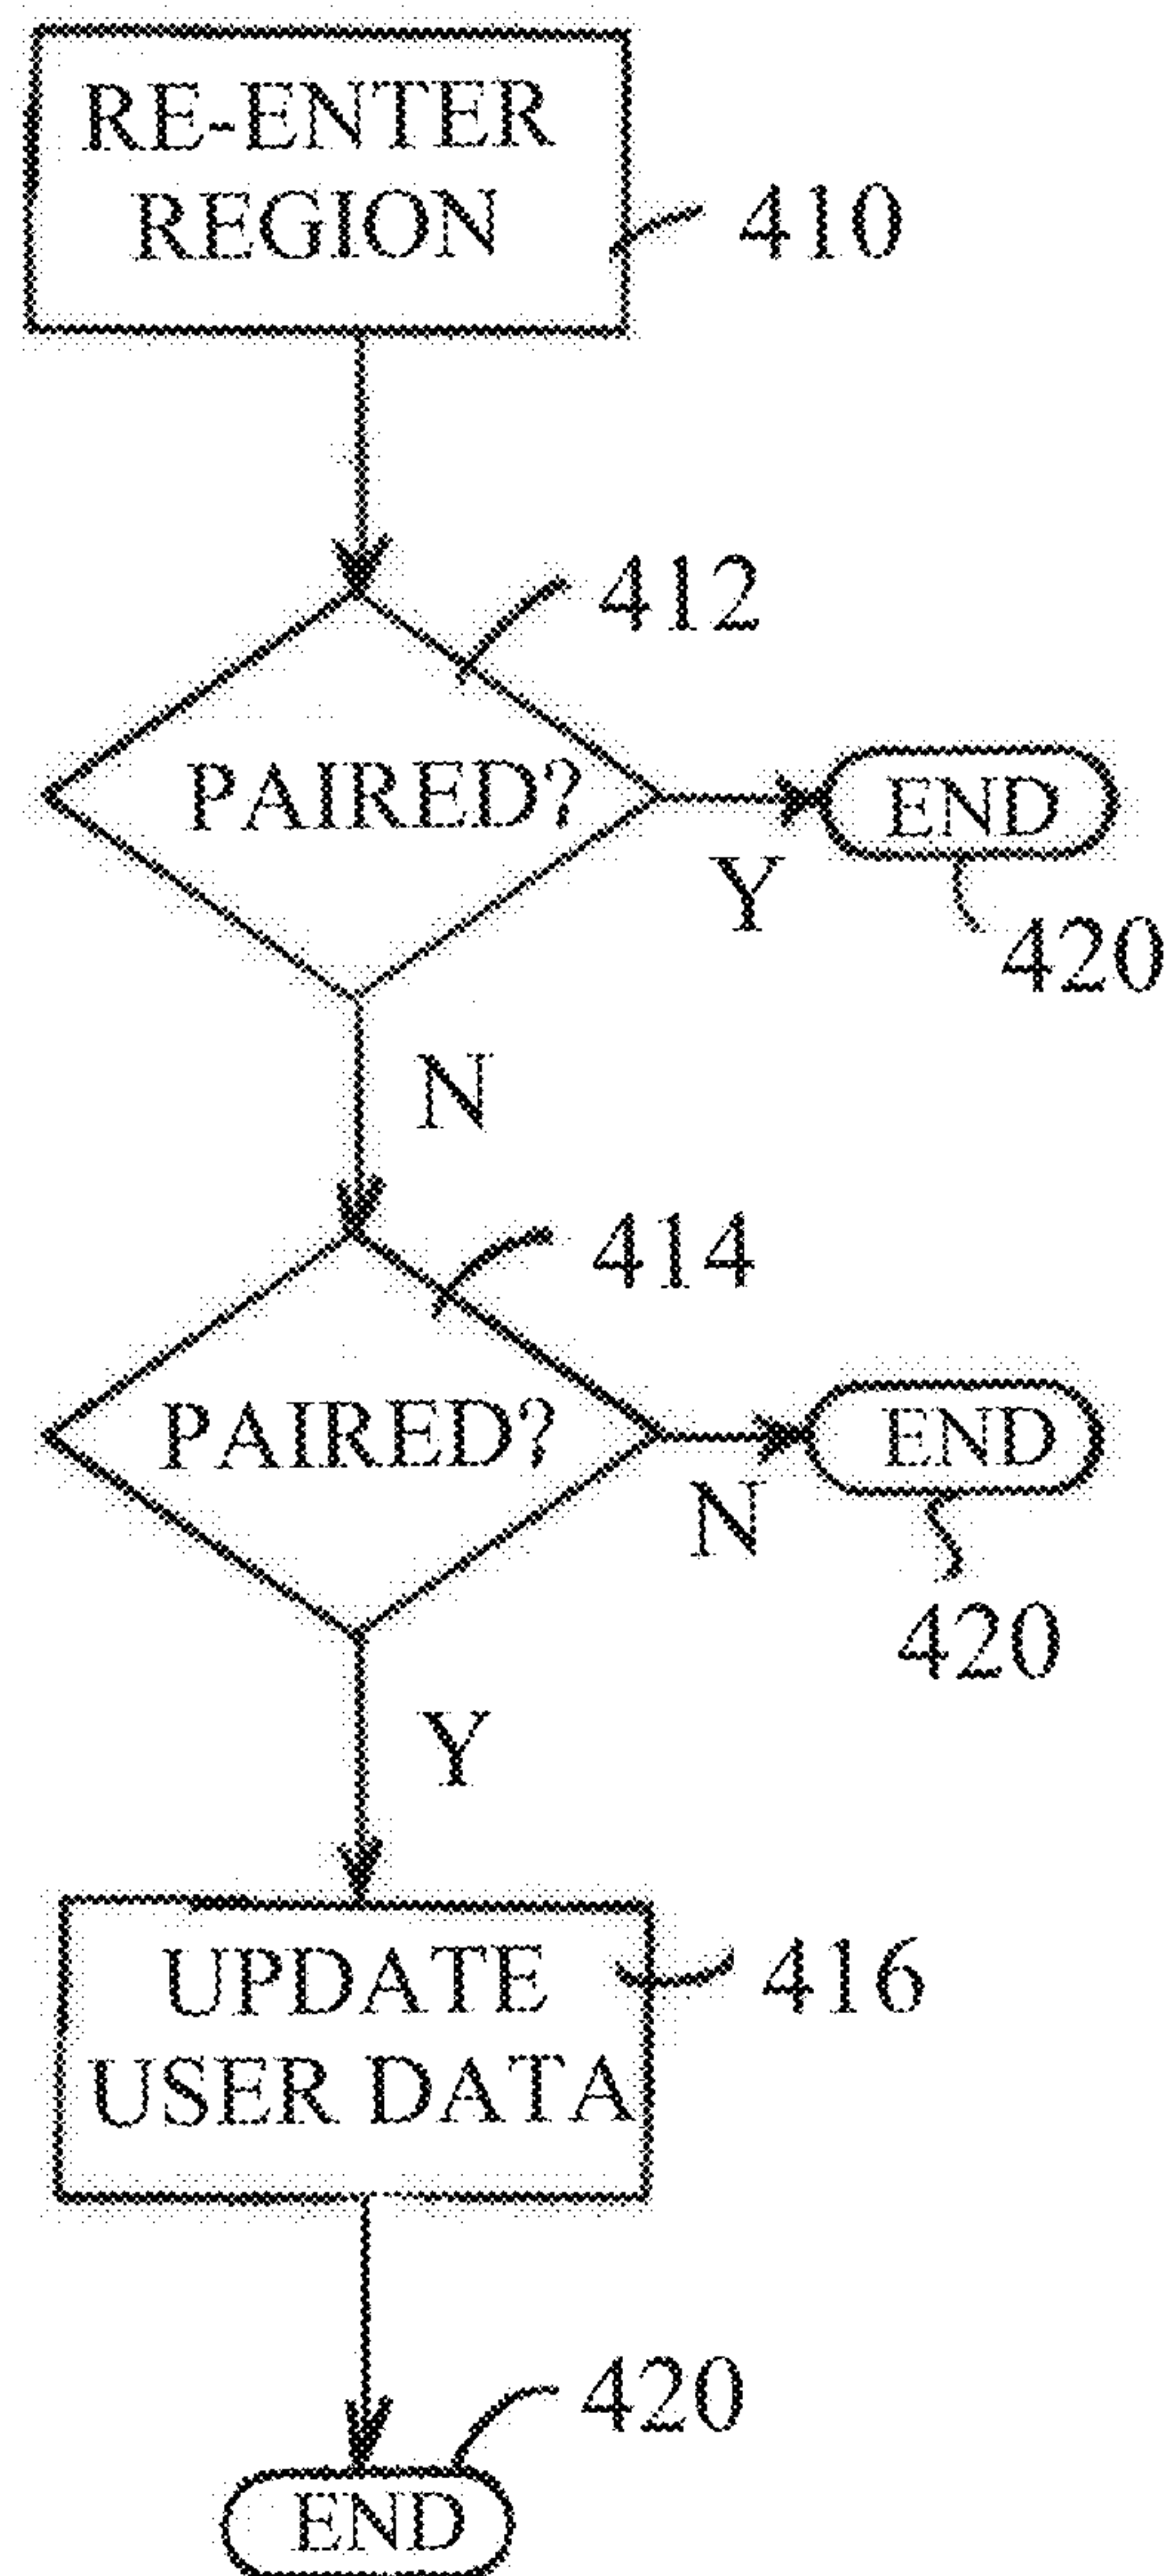 RE-ENTER
REGION
410
412
PAIRED?
END
Y
420
N
414
PAIRED?
END
N
420
Y
UPDATE
USER DATA
416
420
END